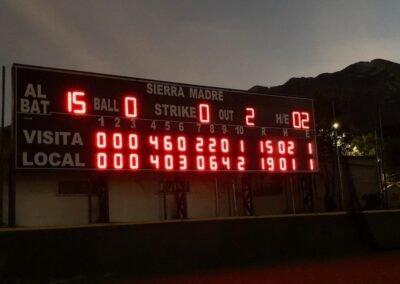 SIERRA MADRE
AL BAT 15 BALL 0 STRIKE 0 OUT 2 H/E 02
1 2 3 4 5 6 7 8 9 10 R H E
VISITA 0 0 0 4 6 0 2 2 0 1 15 02 1
LOCAL 0 0 0 4 0 3 0 6 4 2 19 01 1